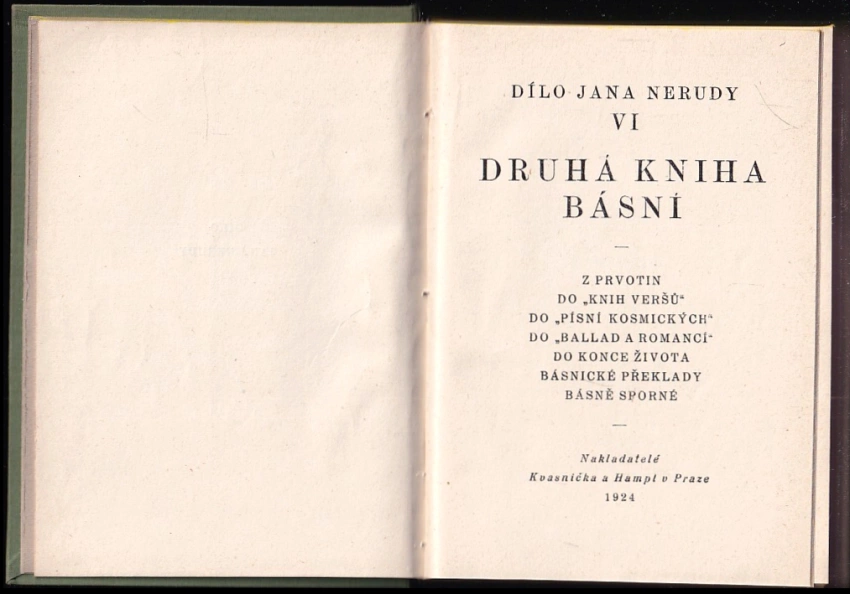 DÍLO JANA NERUDY
VI
DRUHÁ KNIHA
BÁSNÍ
—
Z PRVOTIN
DO „KNIH VERŠŮ“
DO „PÍSNÍ KOSMICKÝCH“
DO „BALLAD A ROMANCÍ“
DO KONCE ŽIVOTA
BÁSNICKÉ PŘEKLADY
BÁSNĚ SPORNÉ
—
Nakladatelé
Kvasnička a Hampl v Praze
1924